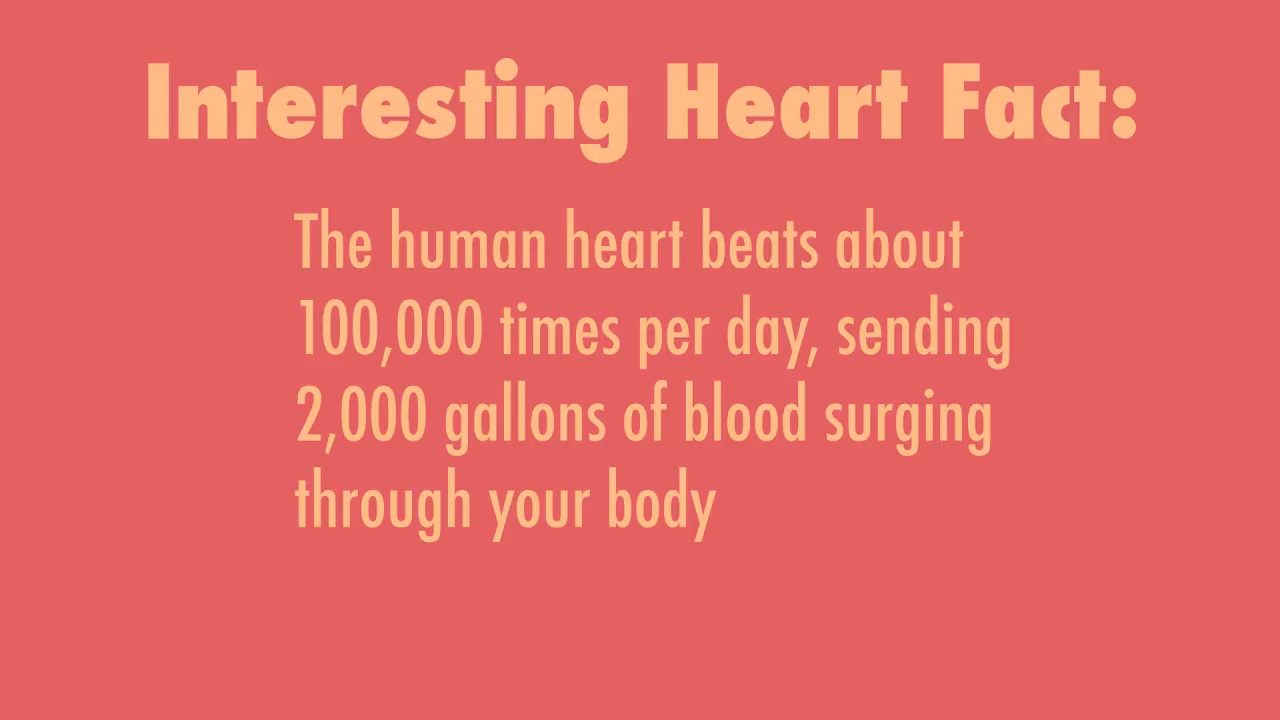 Interesting Heart Fact:
The human heart beats about
100,000 times per day, sending
2,000 gallons of blood surging
through your body